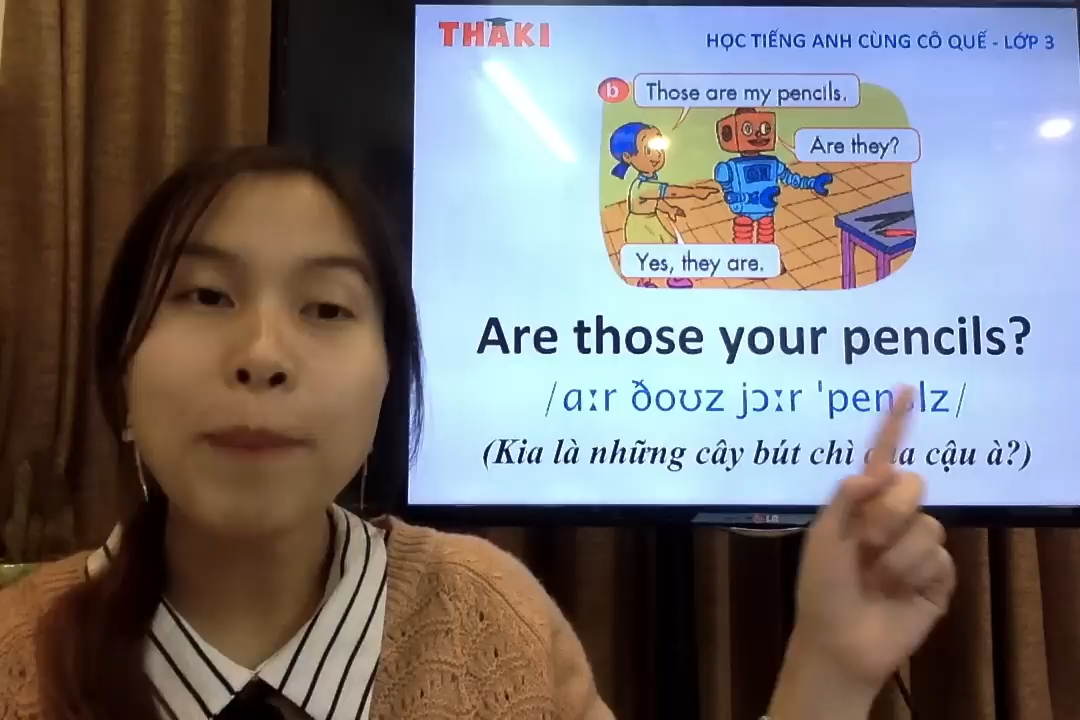 THAKI
HỌC TIẾNG ANH CÙNG CÔ QUẾ - LỚP 3
b
Those are my pencils.
Are they?
Yes, they are.
Are those your pencils?
/ɑːr ðoʊz jɔːr
(Kia là những cây bút chì cậu à?)
LG